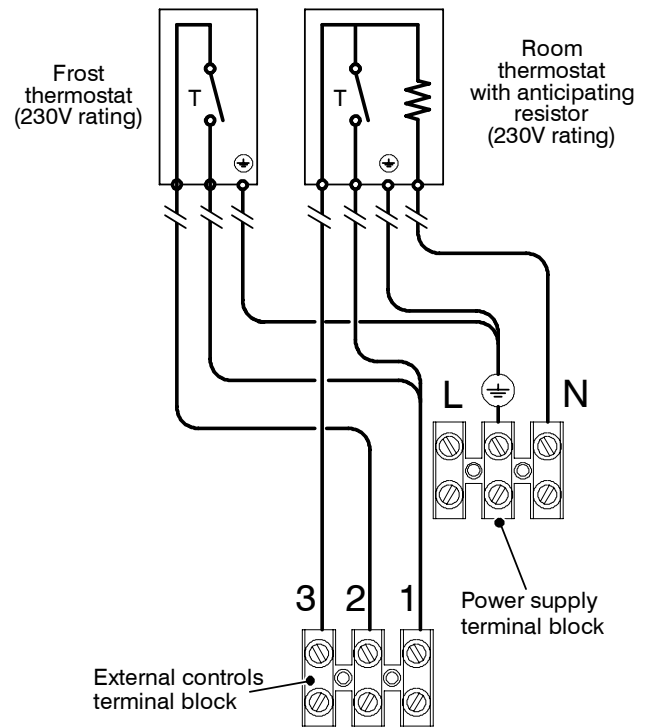 Frost
thermostat
(230V rating)
T
T
Room
thermostat
with anticipating
resistor
(230V rating)
L
N
3 2 1
Power supply
terminal block
External controls
terminal block